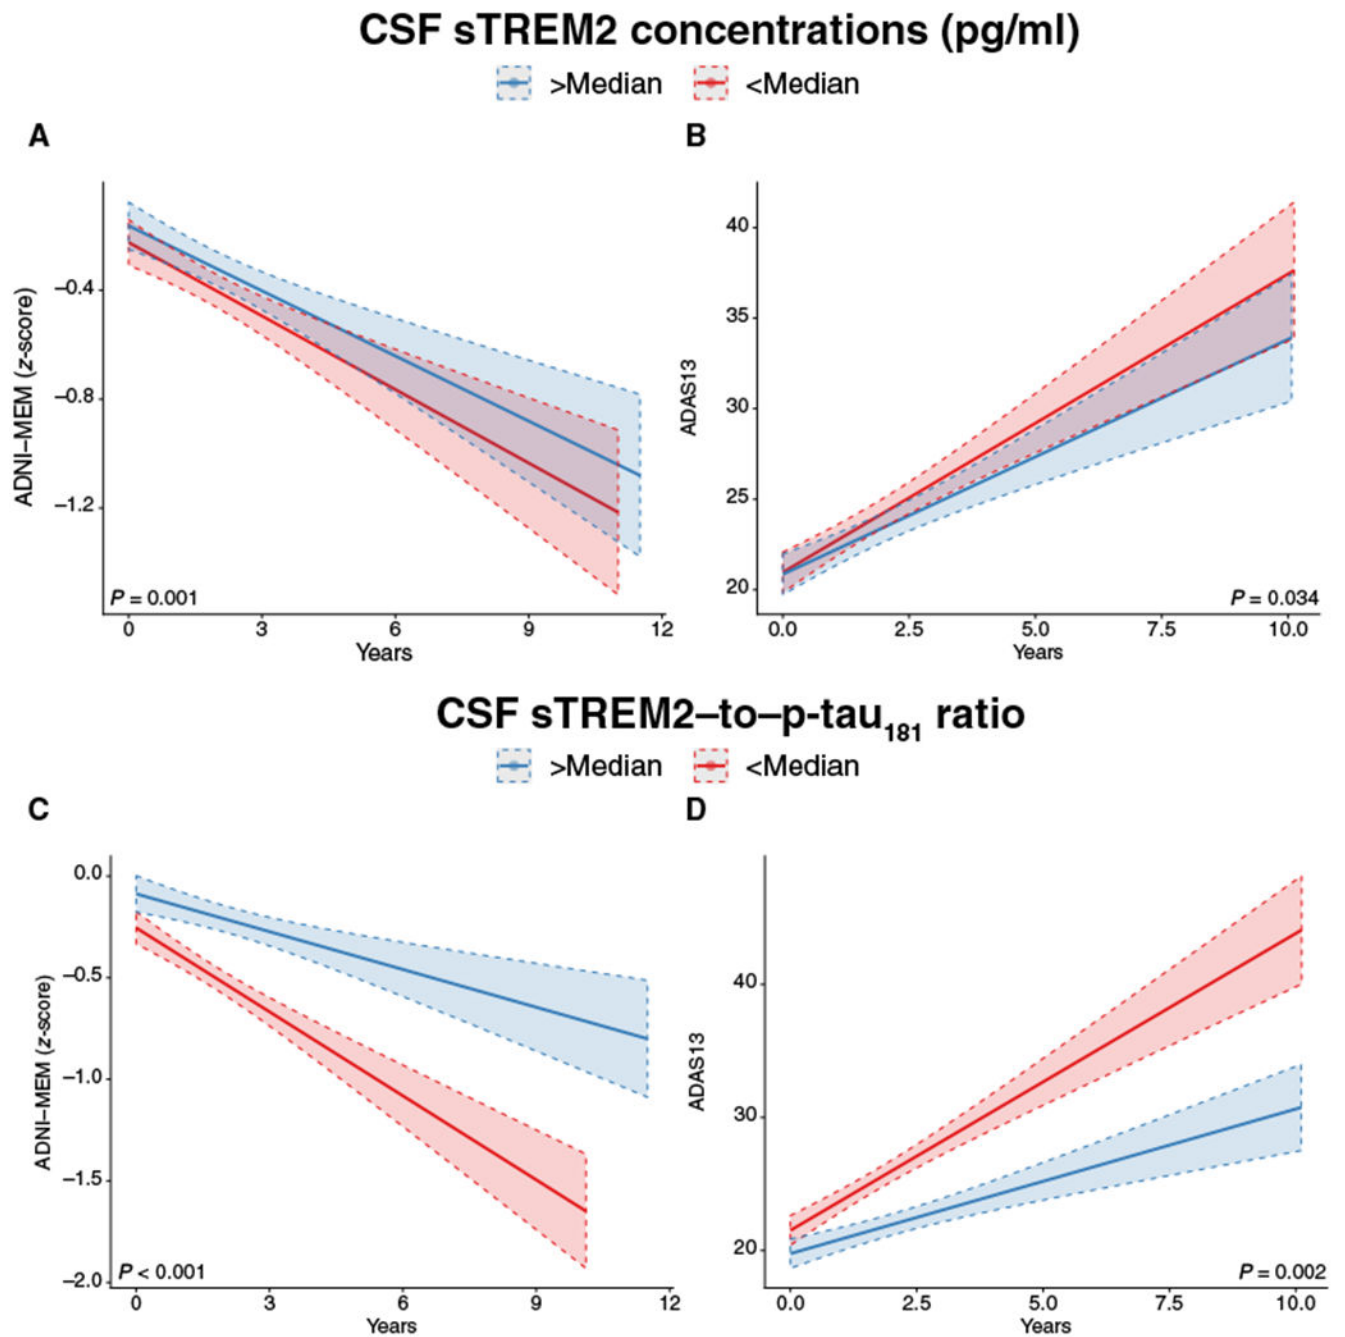 CSF sTREM2 concentrations (pg/ml)
>Median <Median
A
B
ADNI–MEM (z-score)
–0.4
–0.8
–1.2
P = 0.001
0 3 6 9 12
Years
ADAS13
40
35
30
25
20
P = 0.034
0.0 2.5 5.0 7.5 10.0
Years
CSF sTREM2–to–p-tau181 ratio
>Median <Median
C
D
ADNI–MEM (z-score)
0.0
–0.5
–1.0
–1.5
–2.0
P < 0.001
0 3 6 9 12
Years
ADAS13
40
30
20
P = 0.002
0.0 2.5 5.0 7.5 10.0
Years